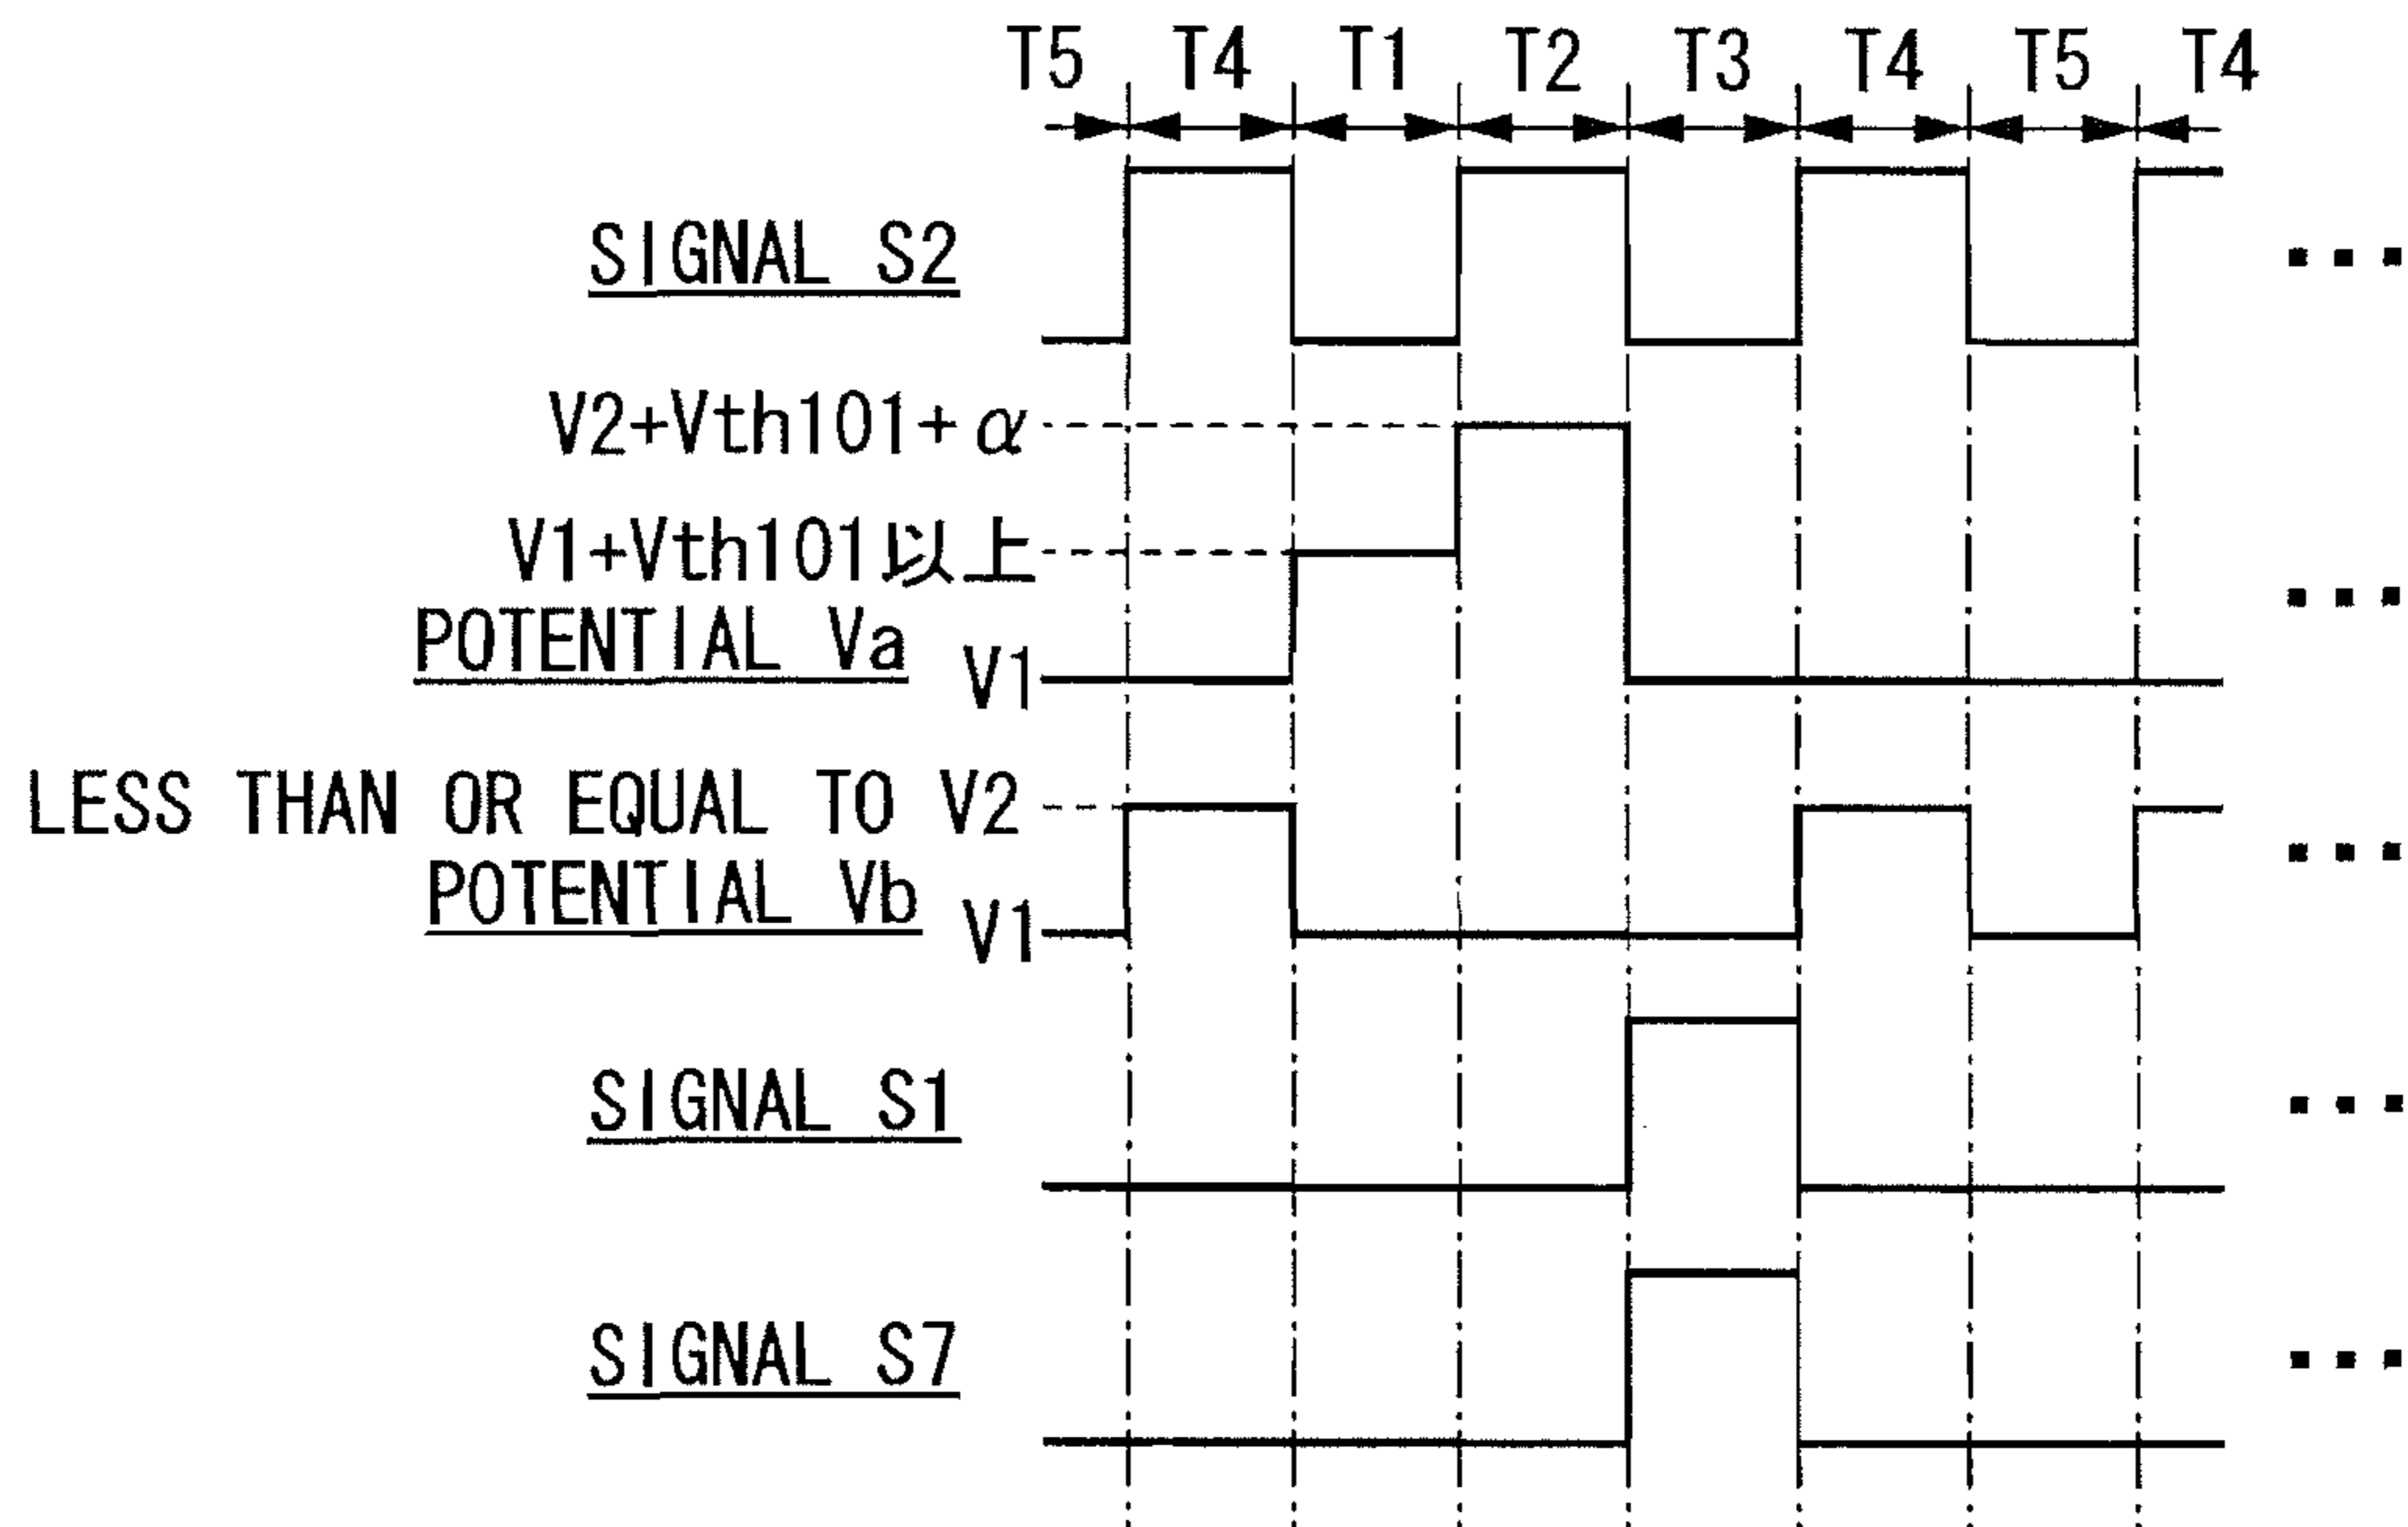 T5 T4 T1 T2 T3 T4 T5 T4
SIGNAL S2
V2+Vth101+α
V1+Vth101以上
POTENTIAL Va V1
LESS THAN OR EQUAL TO V2
POTENTIAL Vb V1
SIGNAL S1
SIGNAL S7